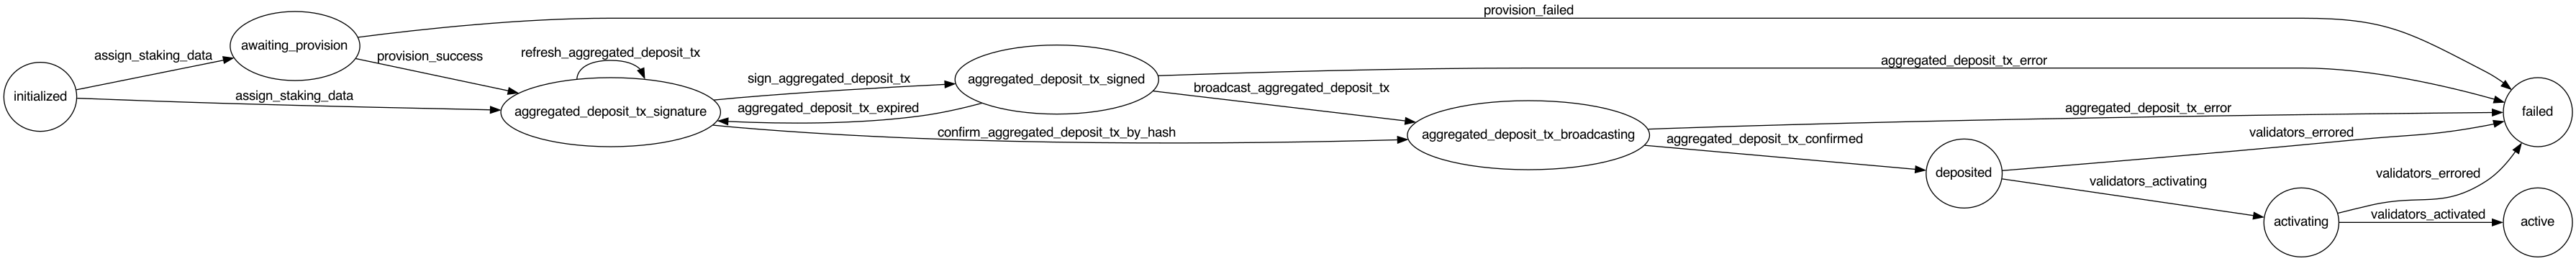 provision_failed
awaiting_provision
assign_staking_data
provision_success
refresh_aggregated_deposit_tx
initialized
assign_staking_data
aggregated_deposit_tx_signature
sign_aggregated_deposit_tx
aggregated_deposit_tx_expired
confirm_aggregated_deposit_tx_by_hash
aggregated_deposit_tx_signed
aggregated_deposit_tx_error
broadcast_aggregated_deposit_tx
aggregated_deposit_tx_broadcasting
aggregated_deposit_tx_error
aggregated_deposit_tx_confirmed
deposited
validators_errored
validators_activating
validators_errored
activating
validators_activated
failed
active